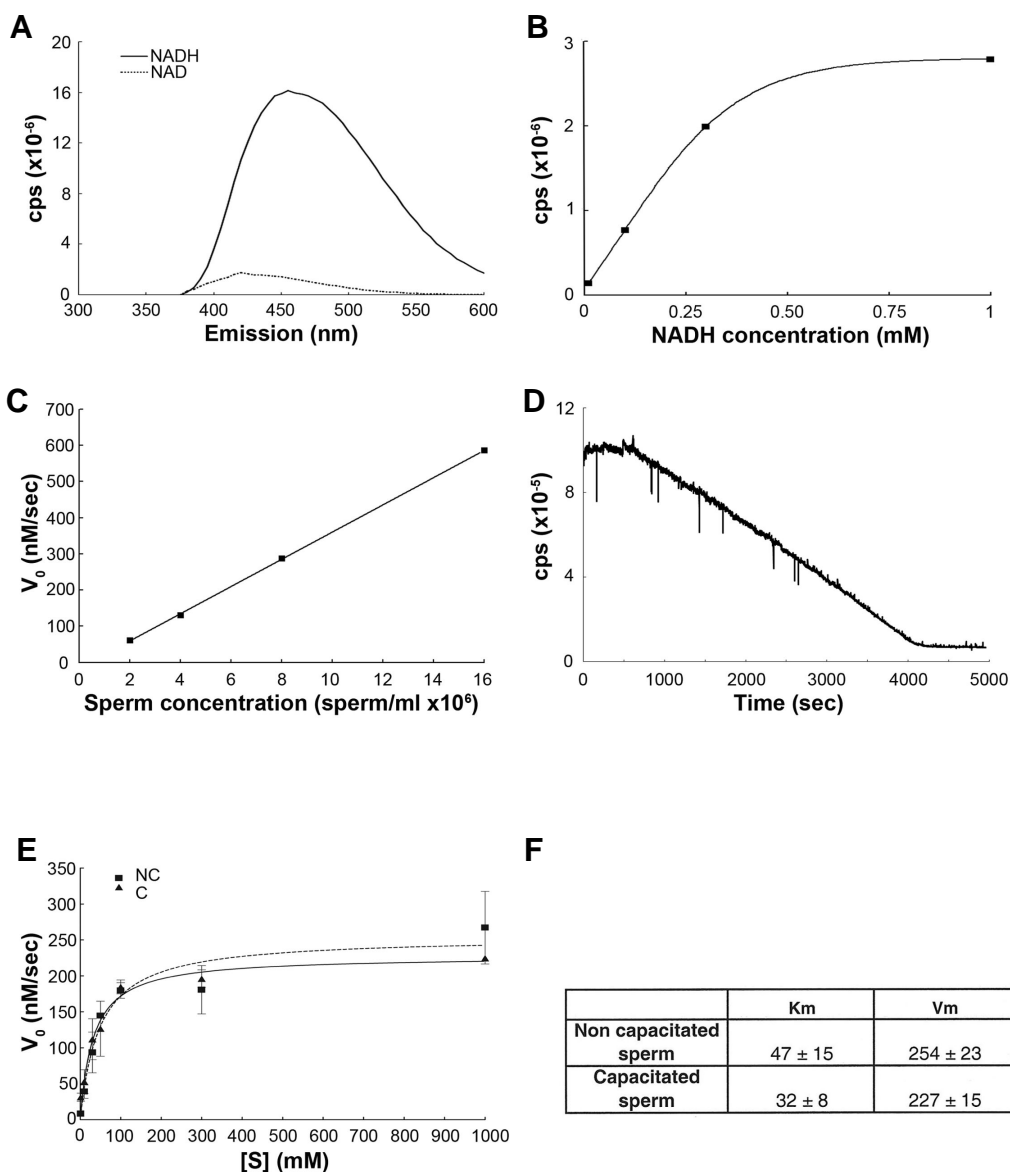 A
20
16
12
8
4
0
cps (x10⁻⁶)
NADH
NAD
300 350 400 450 500 550 600
Emission (nm)
B
3
2
1
0
cps (x10⁻⁶)
0 0.25 0.50 0.75 1
NADH concentration (mM)
C
700
600
500
400
300
200
100
0
V₀ (nM/sec)
0 2 4 6 8 10 12 14 16
Sperm concentration (sperm/ml x10⁶)
D
12
8
4
0
cps (x10⁻⁵)
0 1000 2000 3000 4000 5000
Time (sec)
E
350
300
250
200
150
100
50
0
V₀ (nM/sec)
NC
C
0 100 200 300 400 500 600 700 800 900 1000
[S] (mM)
F
Km Vm
Non capacitated
sperm 47 ± 15 254 ± 23
Capacitated
sperm 32 ± 8 227 ± 15